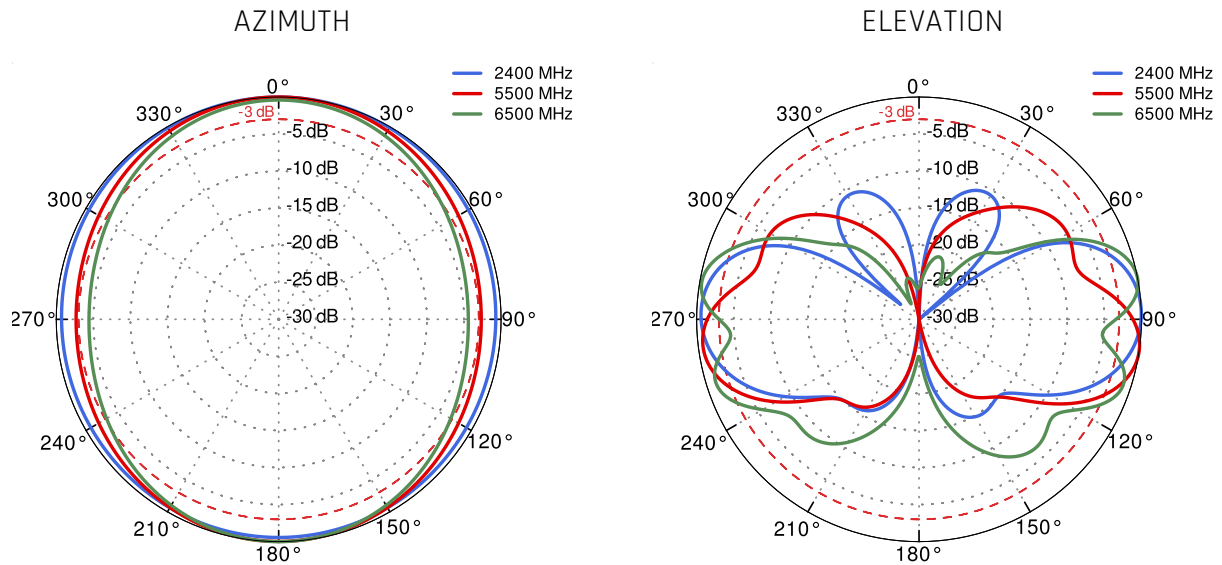 AZIMUTH
2400 MHz
5500 MHz
6500 MHz
0°
330°
-3 dB
30°
-5 dB
-10 dB
300°
-15 dB
60°
-20 dB
-25 dB
270°
-30 dB
90°
240°
120°
210°
150°
180°
ELEVATION
2400 MHz
5500 MHz
6500 MHz
0°
330°
-3 dB
30°
-5 dB
-10 dB
300°
-15 dB
60°
-20 dB
-25 dB
270°
-30 dB
90°
240°
120°
210°
150°
180°